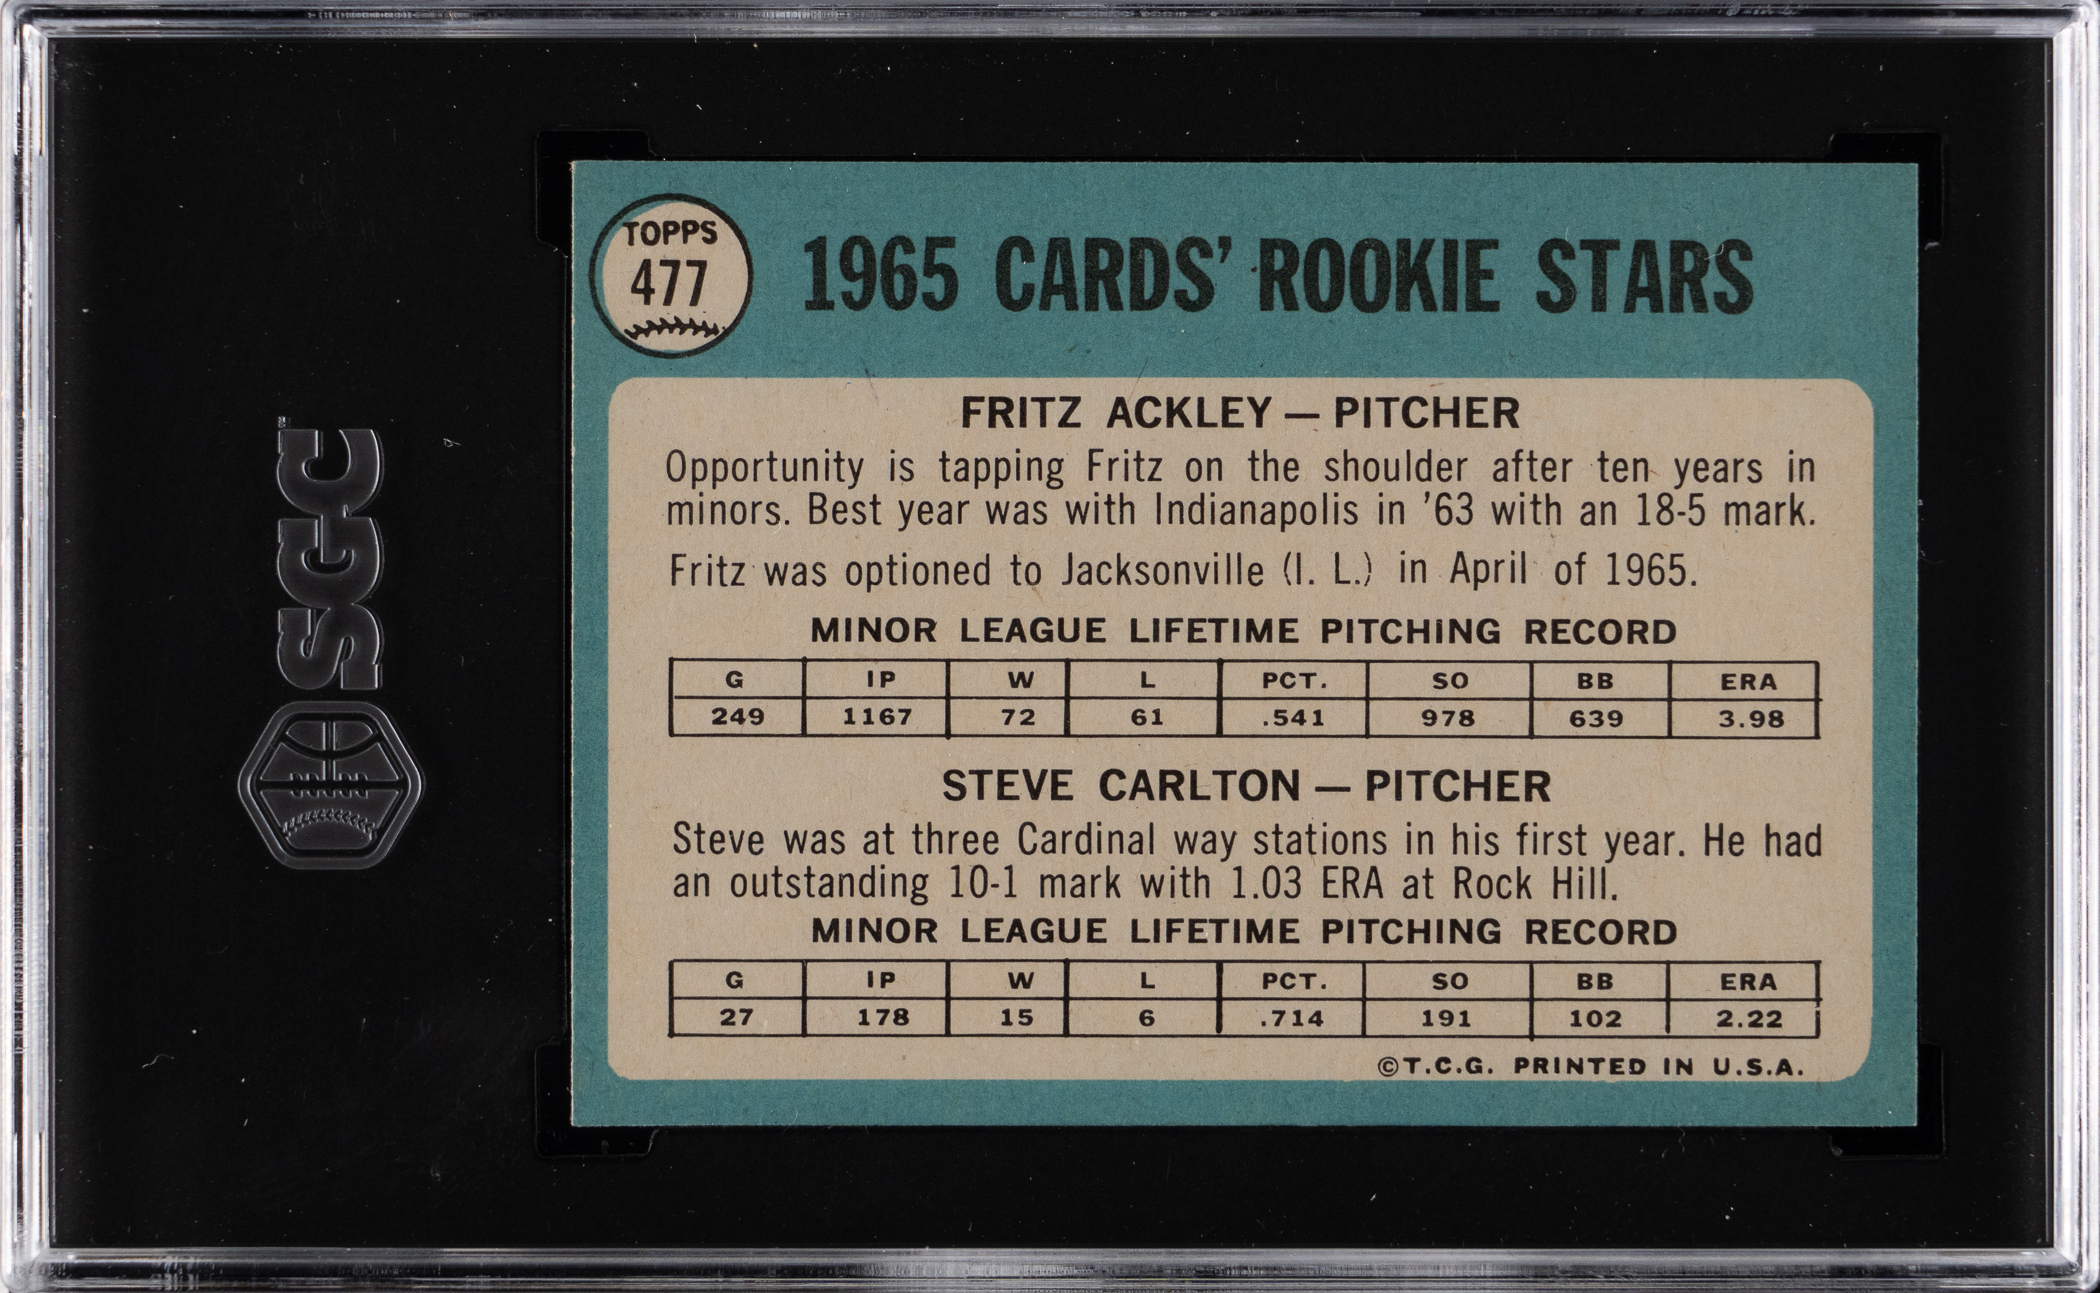 SGC
TOPPS
477
1965 CARDS' ROOKIE STARS
FRITZ ACKLEY — PITCHER
Opportunity is tapping Fritz on the shoulder after ten years in
minors. Best year was with Indianapolis in '63 with an 18-5 mark.
Fritz was optioned to Jacksonville (I. L.) in April of 1965.
MINOR LEAGUE LIFETIME PITCHING RECORD
G IP W L PCT. SO BB ERA
249 1167 72 61 .541 978 639 3.98
STEVE CARLTON — PITCHER
Steve was at three Cardinal way stations in his first year. He had
an outstanding 10-1 mark with 1.03 ERA at Rock Hill.
MINOR LEAGUE LIFETIME PITCHING RECORD
G IP W L PCT. SO BB ERA
27 178 15 6 .714 191 102 2.22
©T.C.G. PRINTED IN U.S.A.